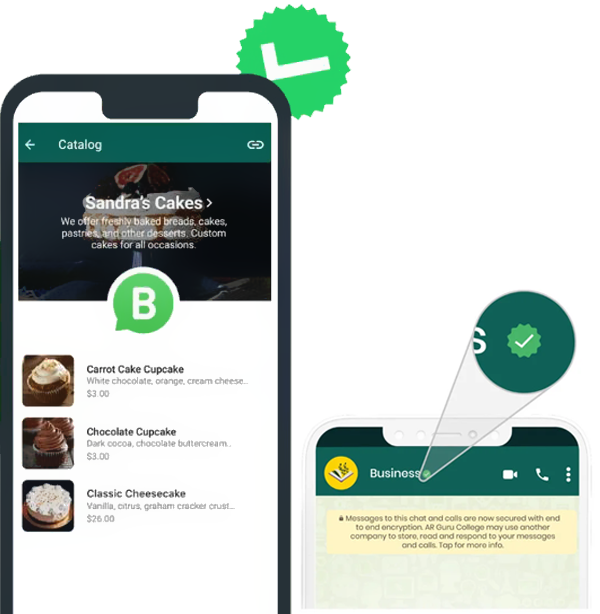 Catalog
Sandra's Cakes >
We offer freshly baked breads, cakes,
pastries, and other desserts. Custom
cakes for all occasions.
B
Carrot Cake Cupcake
White chocolate, orange, cream cheese..
$3.00
Chocolate Cupcake
Dark cocoa, chocolate buttercream..
$3.00
Classic Cheesecake
Vanilla, citrus, graham cracker crust...
$26.00
s
Business
Messages to this chat and calls are now secured with end
to end encryption. AR Guru College may use another
company to store, read and respond to your messages
and calls. Top for more info.